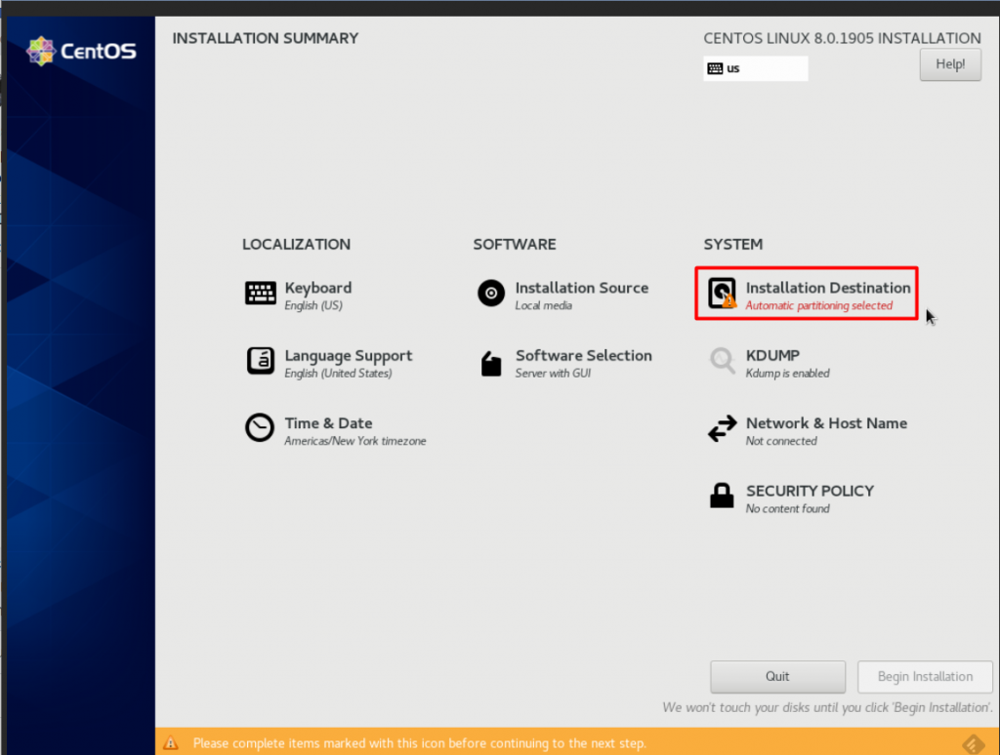 CentOS
INSTALLATION SUMMARY
CENTOS LINUX 8.0.1905 INSTALLATION
us
Help!
LOCALIZATION
Keyboard
English (US)
Language Support
English (United States)
Time & Date
Americas/New York timezone
SOFTWARE
Installation Source
Local media
Software Selection
Server with GUI
SYSTEM
Installation Destination
Automatic partitioning selected
KDUMP
Kdump is enabled
Network & Host Name
Not connected
SECURITY POLICY
No content found
Quit
Begin Installation
We won't touch your disks until you click 'Begin Installation'.
Please complete items marked with this icon before continuing to the next step.